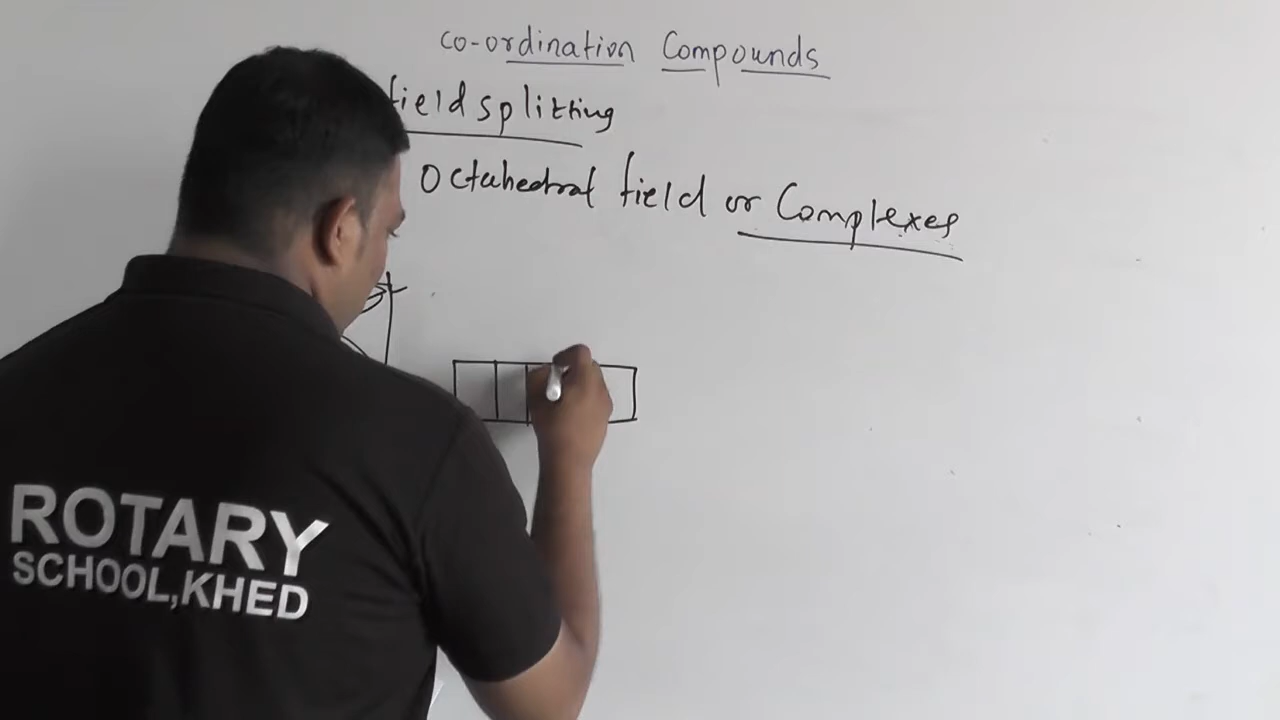 co-ordination Compounds
field splitting
Octahedral field or Complexes
ROTARY
SCHOOL,KHED